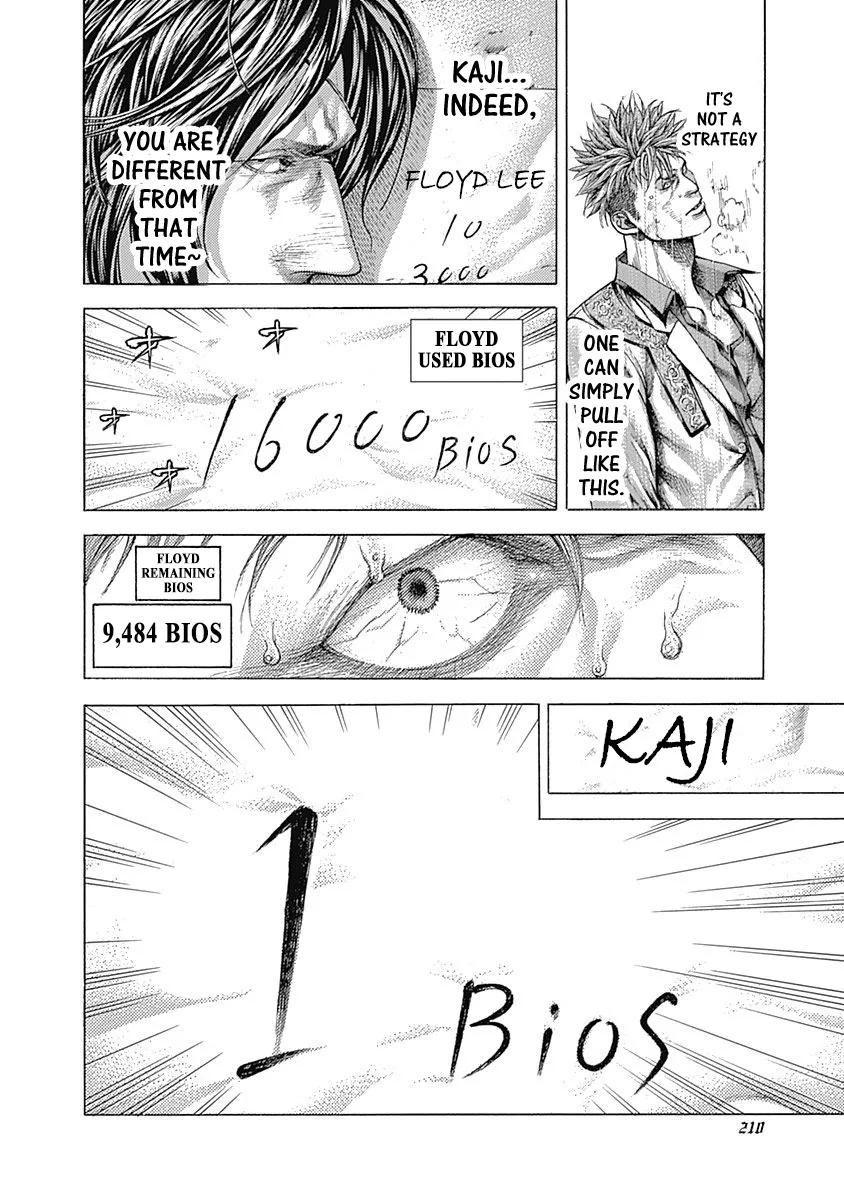 IT'S
NOT A
STRATEGY
ONE
CAN
SIMPLY
PULL
OFF
LIKE
THIS.
KAJI...
INDEED,
FLOYD LEE
10
3000
YOU ARE
DIFFERENT
FROM
THAT
TIME~
FLOYD
USED BIOS
16000 BIOS
FLOYD
REMAINING
BIOS
9,484 BIOS
KAJI
1 BIOS
210